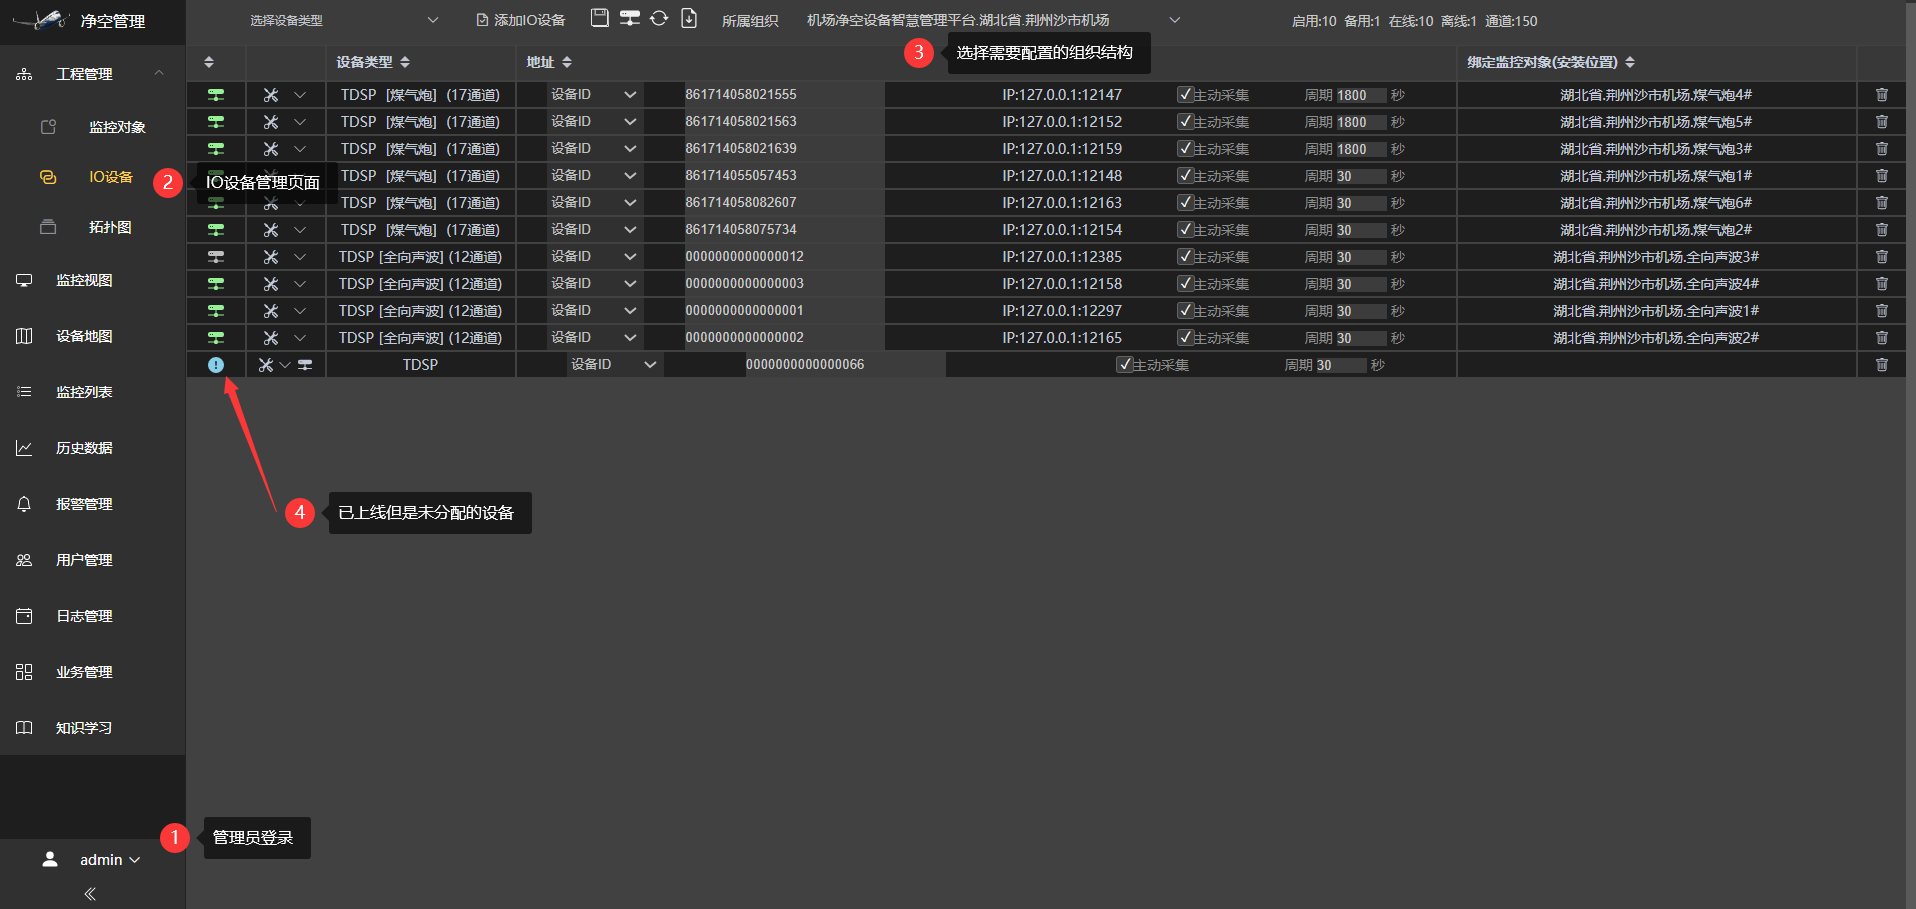 净空管理
选择设备类型
添加IO设备
所属组织
机场净空设备智慧管理平台.湖北省.荆州沙市机场
启用:10 备用:1 在线:10 离线:1 通道:150
3 选择需要配置的组织结构
设备类型 地址 绑定监控对象(安装位置)
TDSP [煤气炮] (17通道) 设备ID 861714058021555 IP:127.0.0.1:12147 主动采集 周期 1800 秒 湖北省.荆州沙市机场.煤气炮4#
TDSP [煤气炮] (17通道) 设备ID 861714058021563 IP:127.0.0.1:12152 主动采集 周期 1800 秒 湖北省.荆州沙市机场.煤气炮5#
TDSP [煤气炮] (17通道) 设备ID 861714058021639 IP:127.0.0.1:12159 主动采集 周期 1800 秒 湖北省.荆州沙市机场.煤气炮3#
TDSP [煤气炮] (17通道) 设备ID 861714055057453 IP:127.0.0.1:12148 主动采集 周期 30 秒 湖北省.荆州沙市机场.煤气炮1#
TDSP [煤气炮] (17通道) 设备ID 861714058082607 IP:127.0.0.1:12163 主动采集 周期 30 秒 湖北省.荆州沙市机场.煤气炮6#
TDSP [煤气炮] (17通道) 设备ID 861714058075734 IP:127.0.0.1:12154 主动采集 周期 30 秒 湖北省.荆州沙市机场.煤气炮2#
TDSP [全向声波] (12通道) 设备ID 0000000000000012 IP:127.0.0.1:12385 主动采集 周期 30 秒 湖北省.荆州沙市机场.全向声波3#
TDSP [全向声波] (12通道) 设备ID 0000000000000003 IP:127.0.0.1:12158 主动采集 周期 30 秒 湖北省.荆州沙市机场.全向声波4#
TDSP [全向声波] (12通道) 设备ID 0000000000000001 IP:127.0.0.1:12297 主动采集 周期 30 秒 湖北省.荆州沙市机场.全向声波1#
TDSP [全向声波] (12通道) 设备ID 0000000000000002 IP:127.0.0.1:12165 主动采集 周期 30 秒 湖北省.荆州沙市机场.全向声波2#
TDSP 设备ID 0000000000000066 主动采集 周期 30 秒
工程管理
监控对象
IO设备
2 IO设备管理页面
拓扑图
监控视图
设备地图
监控列表
历史数据
报警管理
4 已上线但是未分配的设备
用户管理
日志管理
业务管理
知识学习
1 管理员登录
admin